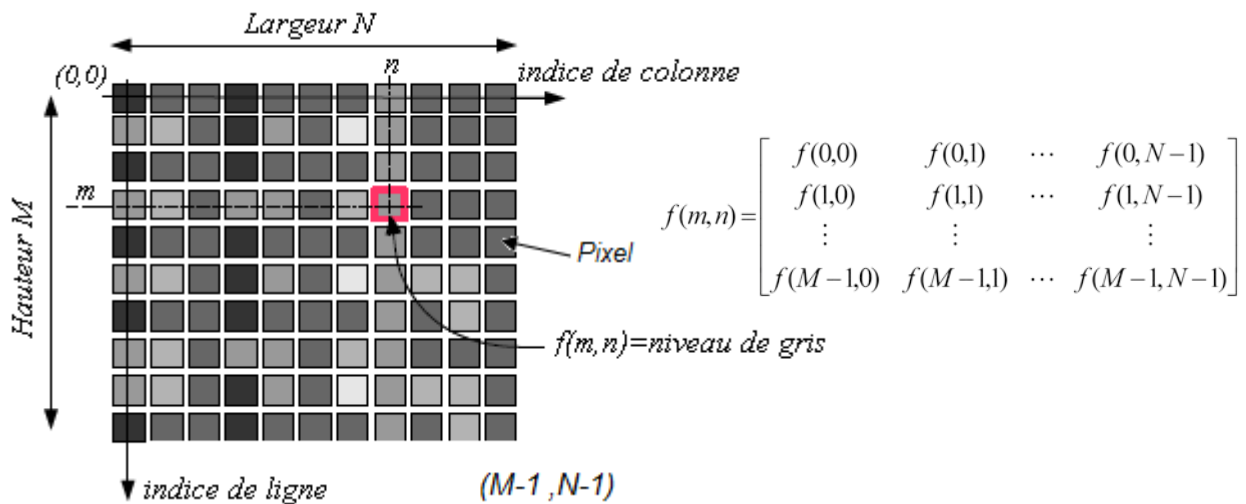 Largeur N
n
(0,0)
indice de colonne
Hauteur M
m
Pixel
f(m,n)=niveau de gris
indice de ligne
(M-1 ,N-1)
f(m,n)=
f(0,0) f(0,1) ⋯ f(0,N−1)
f(1,0) f(1,1) ⋯ f(1,N−1)
⋮ ⋮ ⋮
f(M−1,0) f(M−1,1) ⋯ f(M−1,N−1)